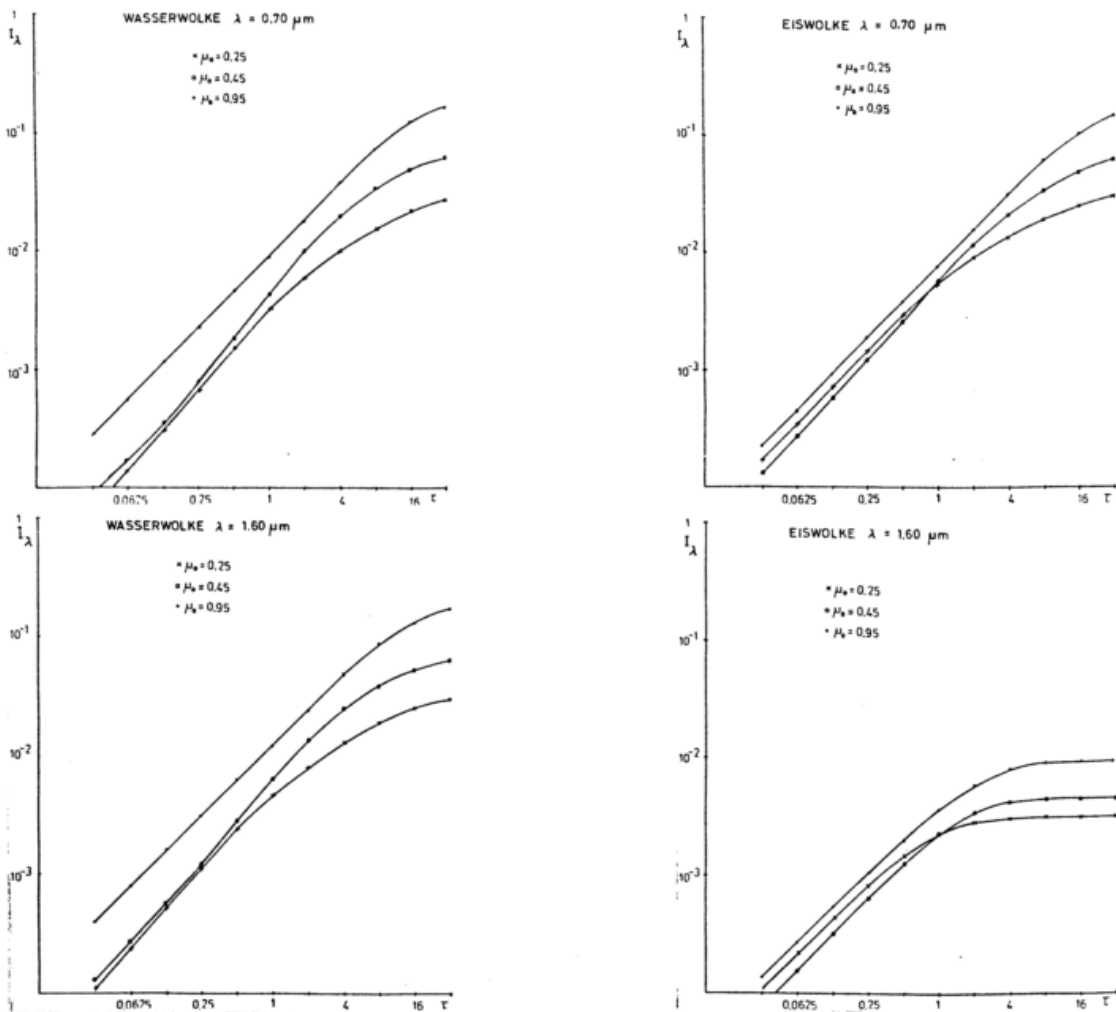 WASSERWOLKE λ = 0,70 μm
1
I_λ
10⁻¹
10⁻²
10⁻³
× μ₀ = 0,25
○ μ₀ = 0,45
· μ₀ = 0,95
0,0625 0,25 1 4 16 τ
EISWOLKE λ = 0,70 μm
1
I_λ
10⁻¹
10⁻²
10⁻³
× μ₀ = 0,25
○ μ₀ = 0,45
· μ₀ = 0,95
0,0625 0,25 1 4 16 τ
WASSERWOLKE λ = 1.60 μm
1
I_λ
10⁻¹
10⁻²
10⁻³
× μ₀ = 0,25
○ μ₀ = 0,45
· μ₀ = 0,95
0,0625 0,25 1 4 16 τ
EISWOLKE λ = 1,60 μm
1
I_λ
10⁻¹
10⁻²
10⁻³
× μ₀ = 0,25
○ μ₀ = 0,45
· μ₀ = 0,95
0,0625 0,25 1 4 16 τ